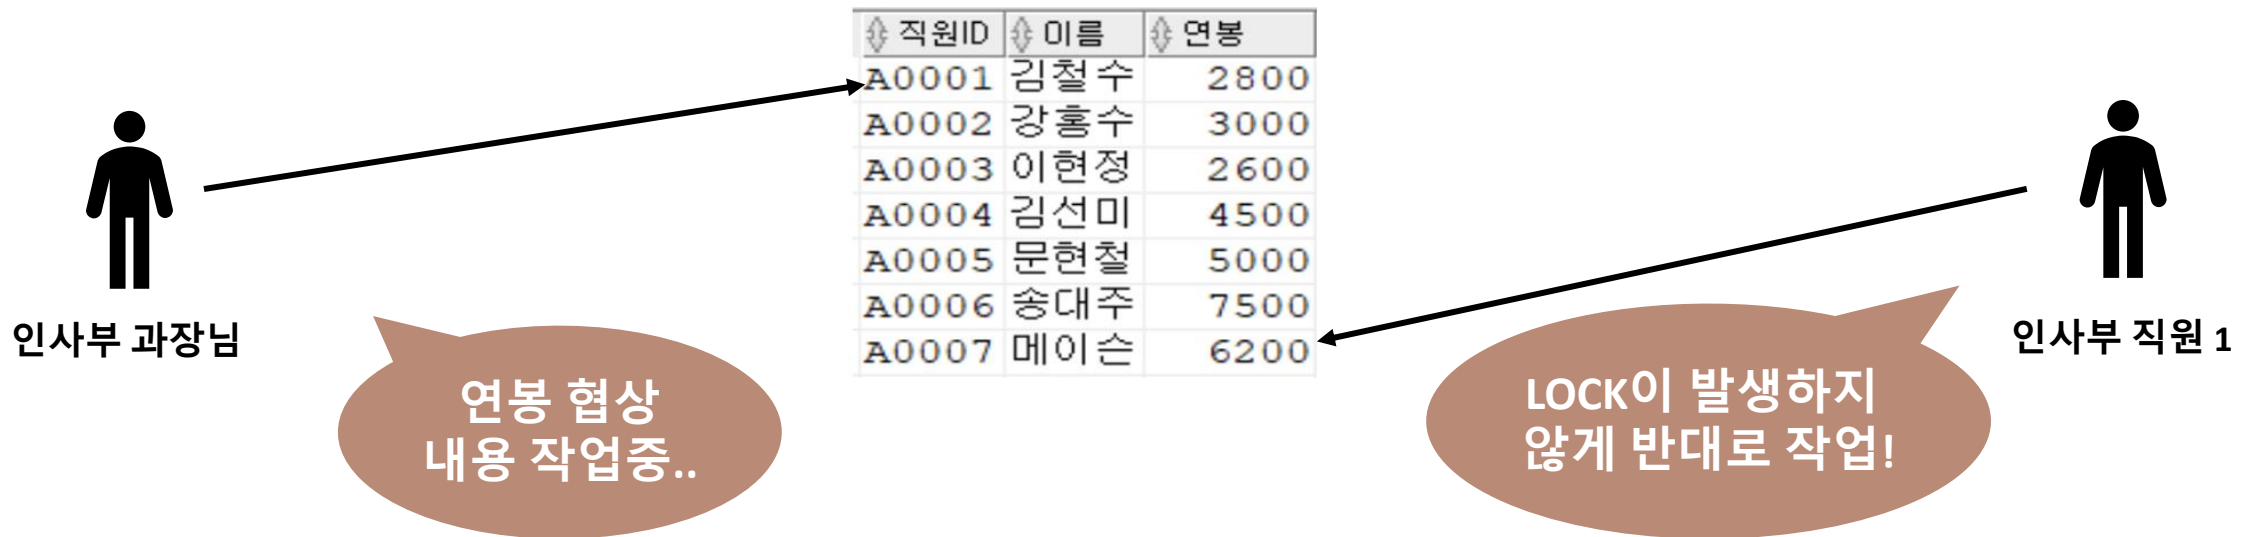 직원ID 이름 연봉
A0001 김철수 2800
A0002 강홍수 3000
A0003 이현정 2600
A0004 김선미 4500
A0005 문현철 5000
A0006 송대주 7500
A0007 메이슨 6200
인사부 과장님
연봉 협상
내용 작업중..
LOCK이 발생하지
않게 반대로 작업!
인사부 직원 1